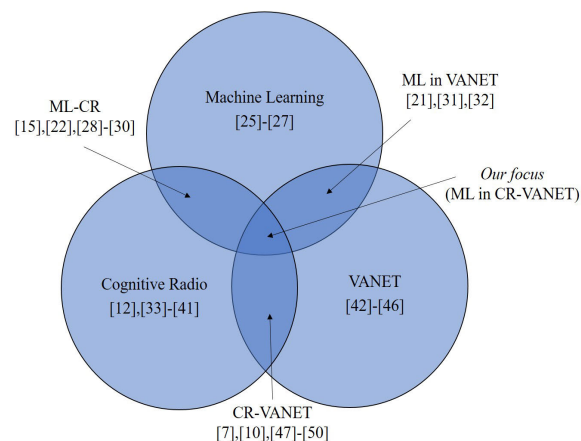 Machine Learning
[25]-[27]
ML-CR
[15],[22],[28]-[30]
ML in VANET
[21],[31],[32]
Our focus
(ML in CR-VANET)
Cognitive Radio
[12],[33]-[41]
VANET
[42]-[46]
CR-VANET
[7],[10],[47]-[50]